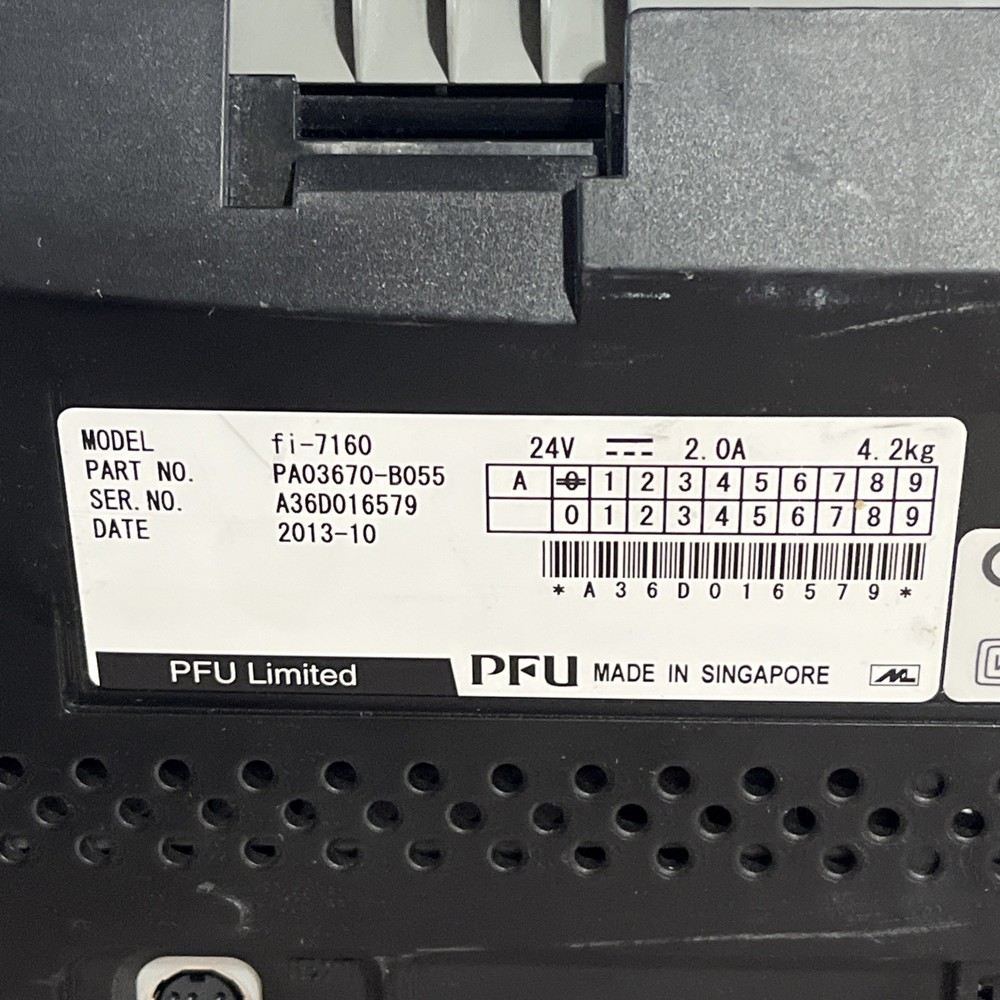 MODEL fi-7160 24V 2.0A 4.2kg
PART NO. PA03670-B055
SER. NO. A36D016579
DATE 2013-10
A 0 1 2 3 4 5 6 7 8 9
0 1 2 3 4 5 6 7 8 9
*A36D016579*
PFU Limited PFU MADE IN SINGAPORE ML